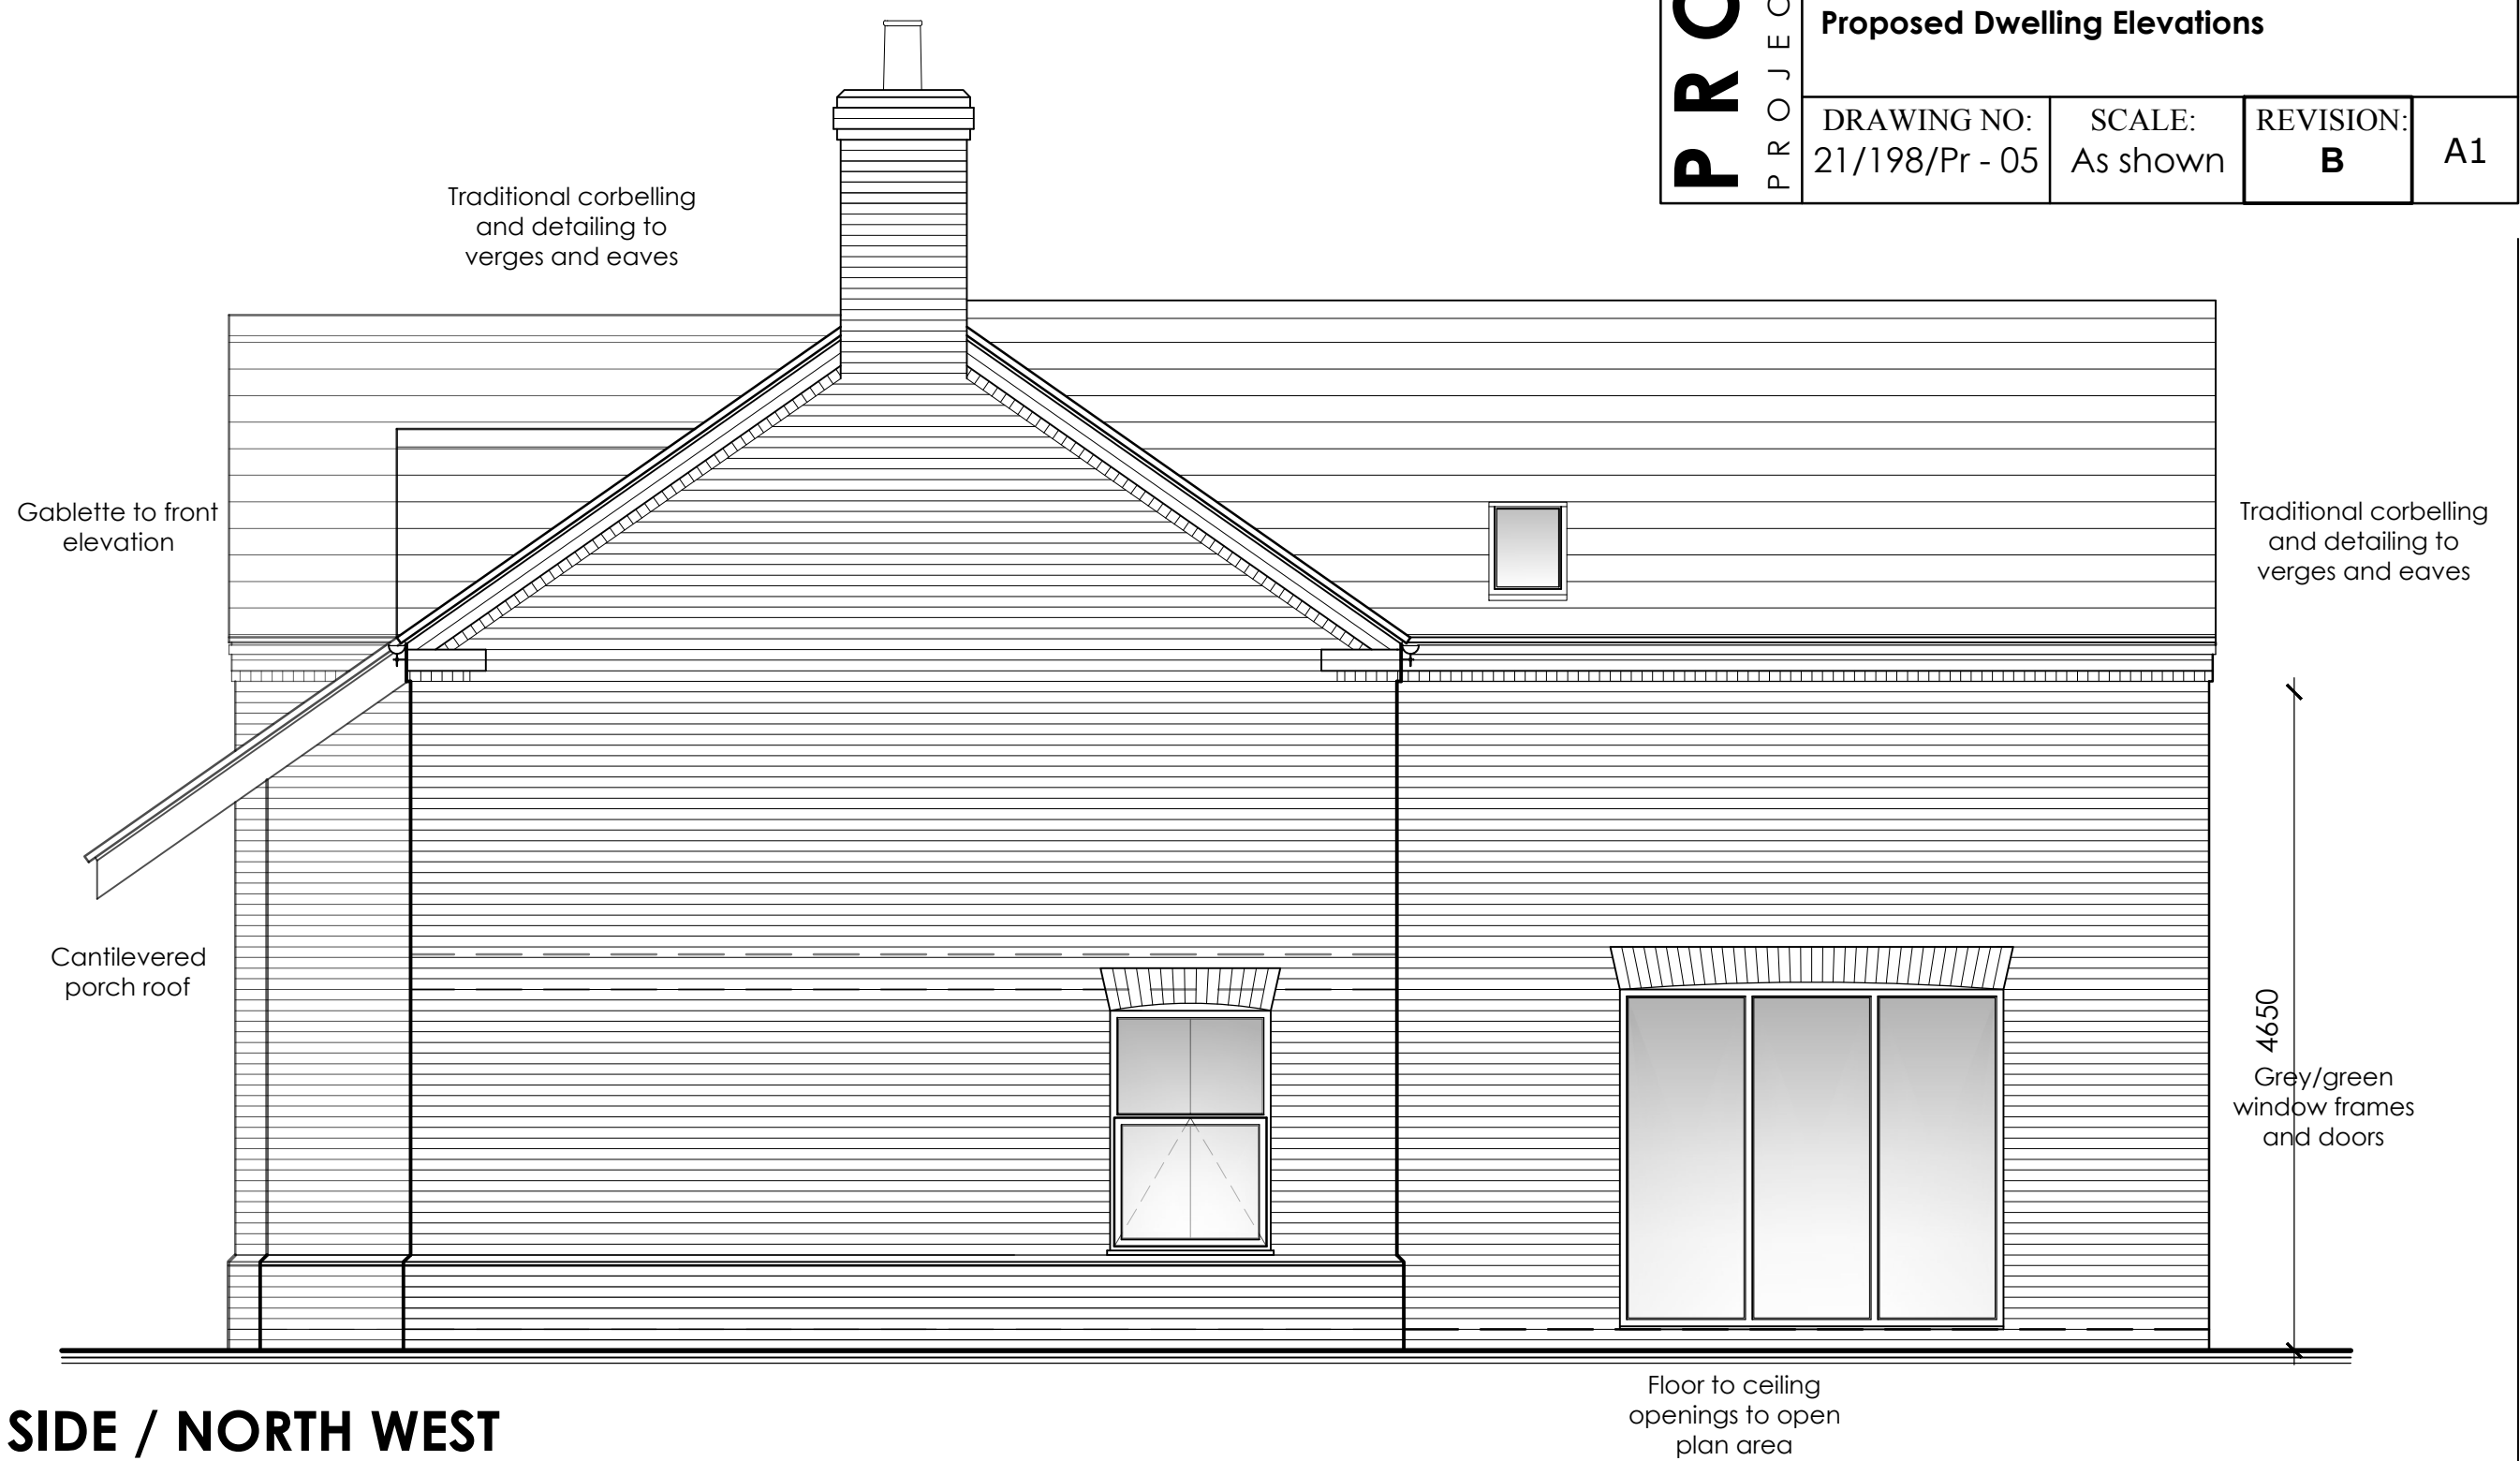 PRO
PROJEC
Proposed Dwelling Elevations
DRAWING NO:
21/198/Pr - 05
SCALE:
As shown
REVISION:
B
A1
Traditional corbelling
and detailing to
verges and eaves
Gablette to front
elevation
Traditional corbelling
and detailing to
verges and eaves
Cantilevered
porch roof
4650
Grey/green
window frames
and doors
Floor to ceiling
openings to open
plan area
SIDE / NORTH WEST